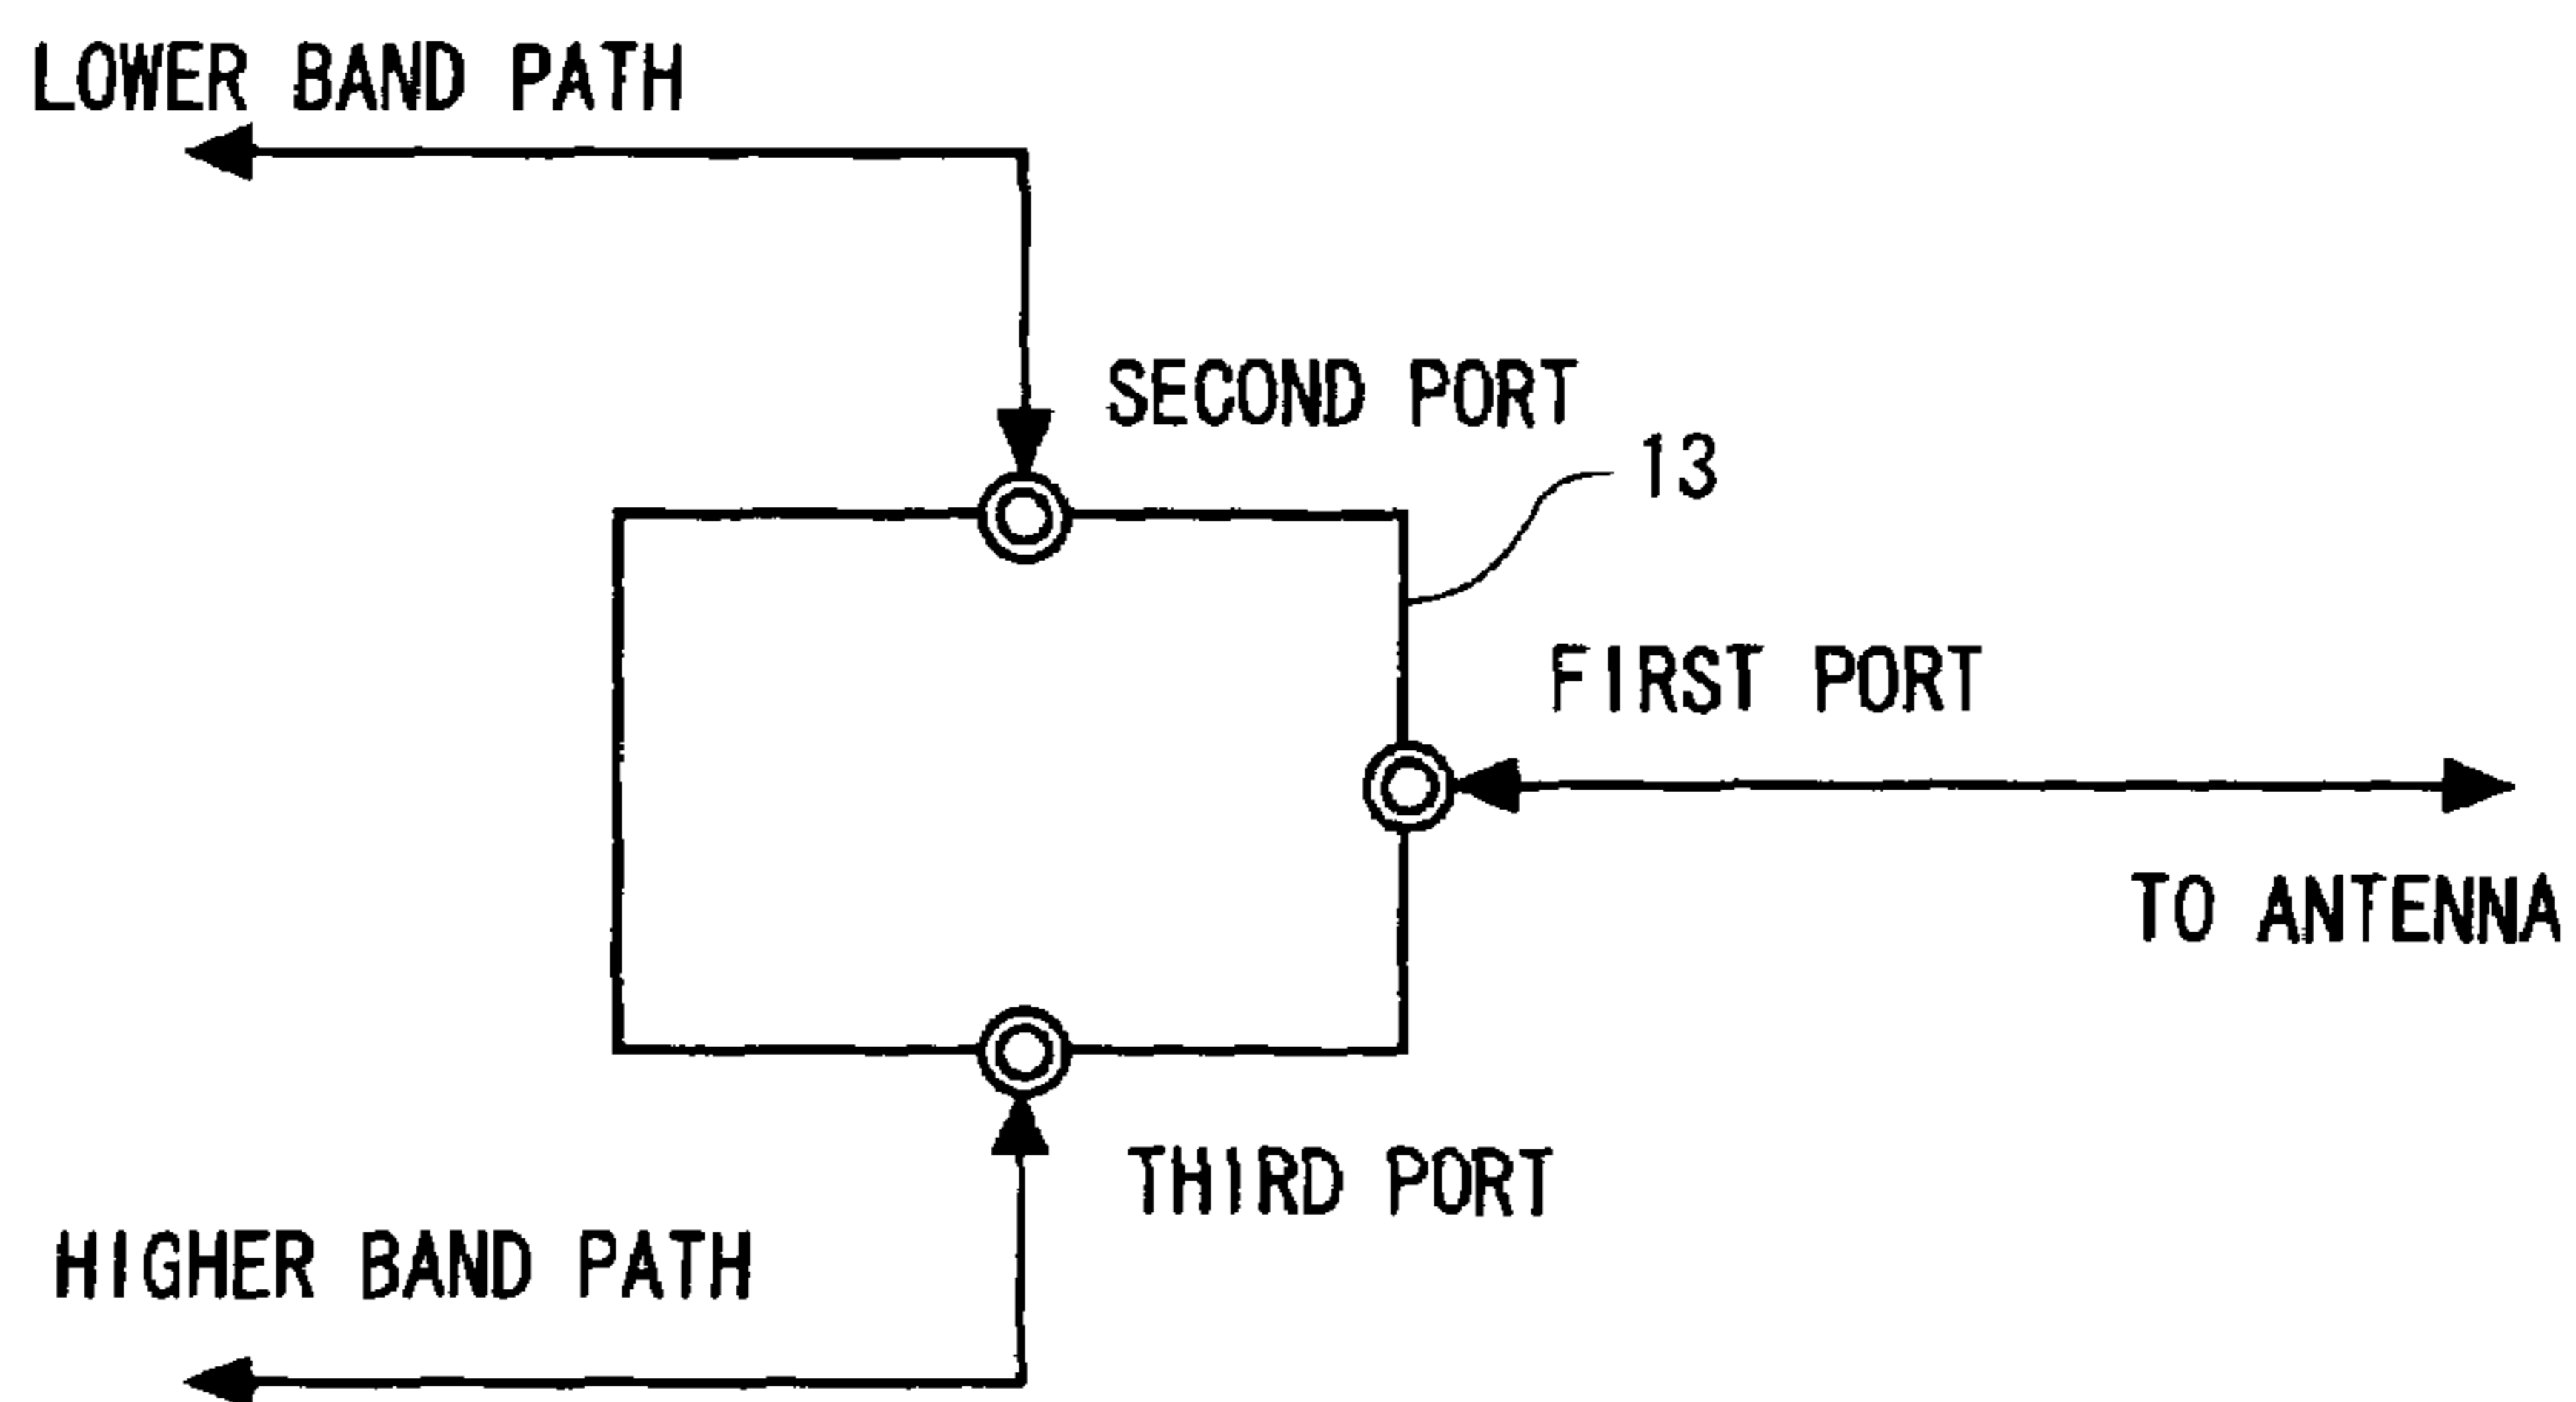 LOWER BAND PATH
SECOND PORT
13
FIRST PORT
TO ANTENNA
THIRD PORT
HIGHER BAND PATH